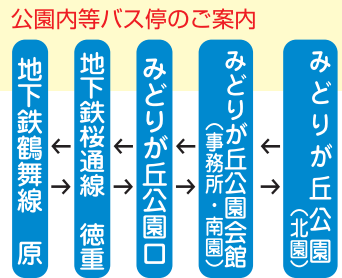 公園内等バス停のご案内
地下鉄鶴舞線 原
← →
地下鉄桜通線 徳重
← →
みどりが丘公園口
← →
みどりが丘公園会館
(事務所・南園)
← →
みどりが丘公園
(北園)